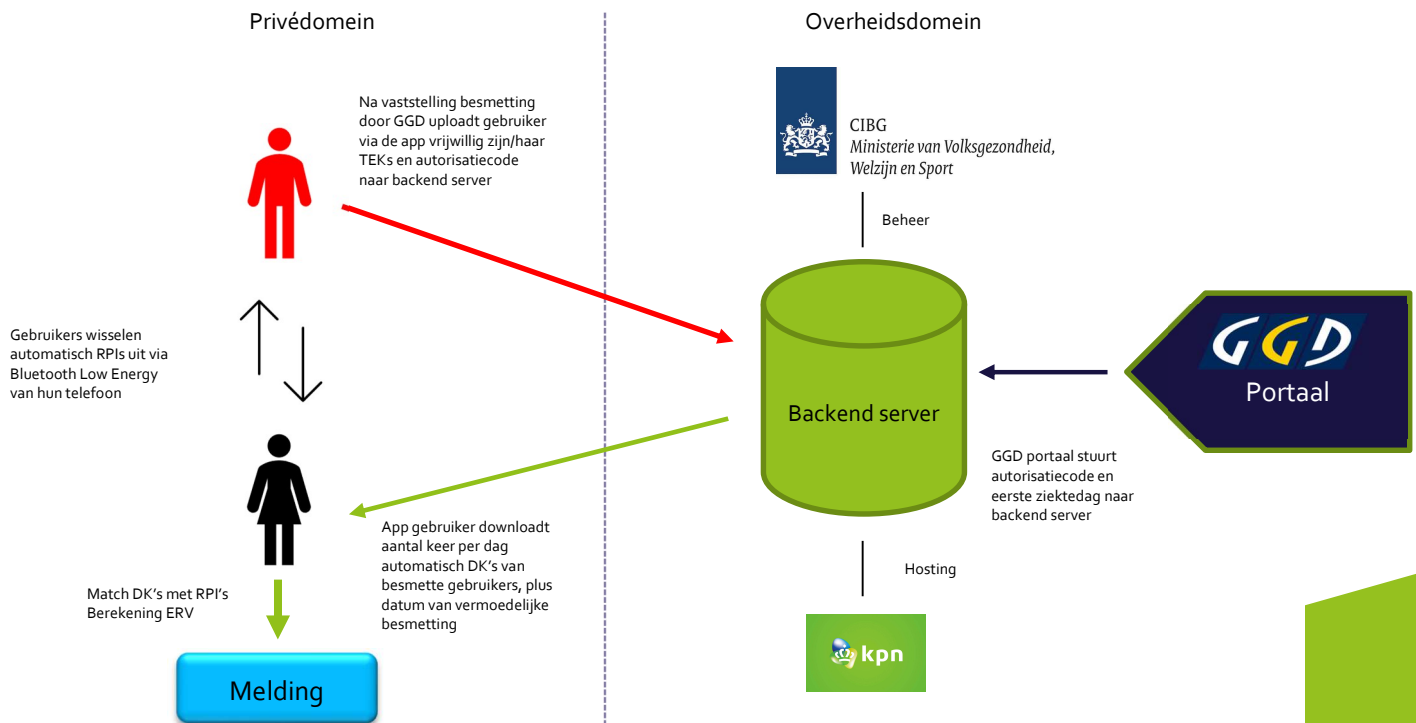 Privédomein
Overheidsdomein
Na vaststelling besmetting
door GGD uploadt gebruiker
via de app vrijwillig zijn/haar
TEKs en autorisatiecode
naar backend server
CIBG
Ministerie van Volksgezondheid,
Welzijn en Sport
Beheer
Gebruikers wisselen
automatisch RPIs uit via
Bluetooth Low Energy
van hun telefoon
GGD
Portaal
Backend server
GGD portaal stuurt
autorisatiecode en
eerste ziektedag naar
backend server
App gebruiker downloadt
aantal keer per dag
automatisch DK's van
besmette gebruikers, plus
datum van vermoedelijke
besmetting
Hosting
Match DK's met RPI's
Berekening ERV
kpn
Melding